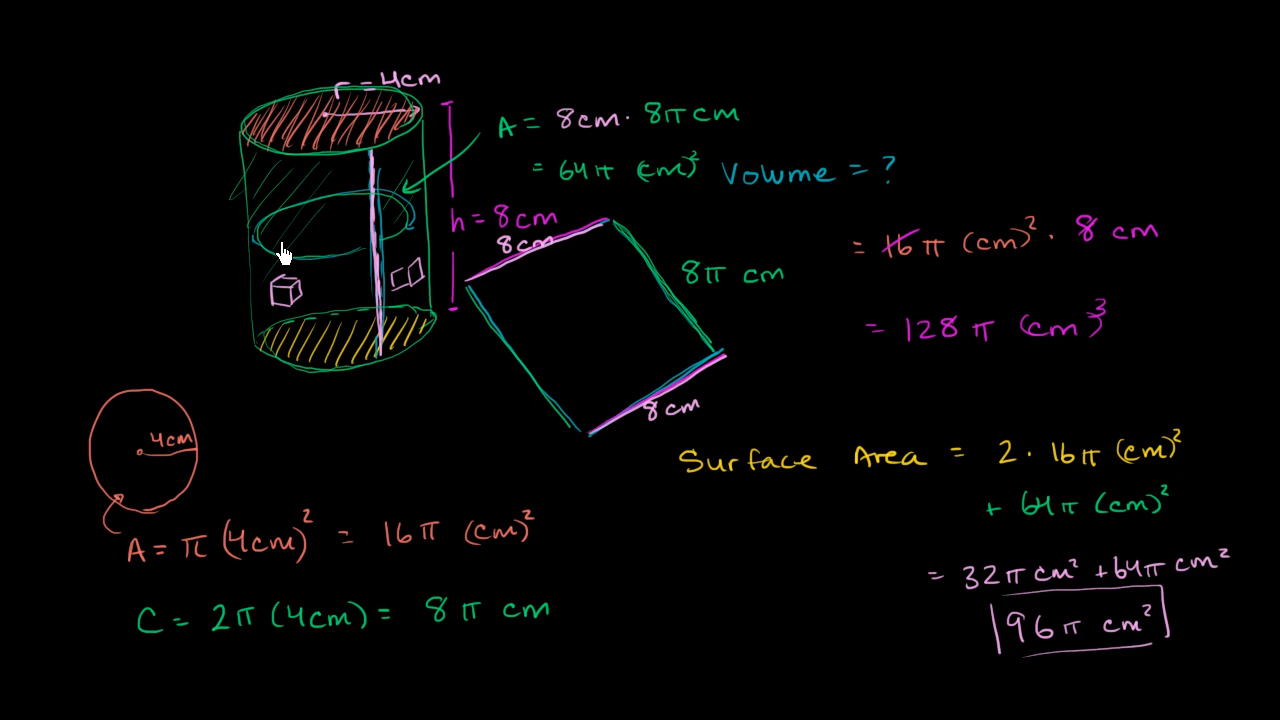 r = 4cm
A = 8cm · 8π cm
= 64π (cm)²
Volume = ?
h = 8cm
8cm
= 16π (cm)² · 8 cm
8π cm
= 128π (cm)³
8cm
4cm
Surface Area = 2 · 16π (cm)²
+ 64π (cm)²
A = π (4cm)² = 16π (cm)²
= 32π cm² + 64π cm²
C = 2π (4cm) = 8π cm
96π cm²